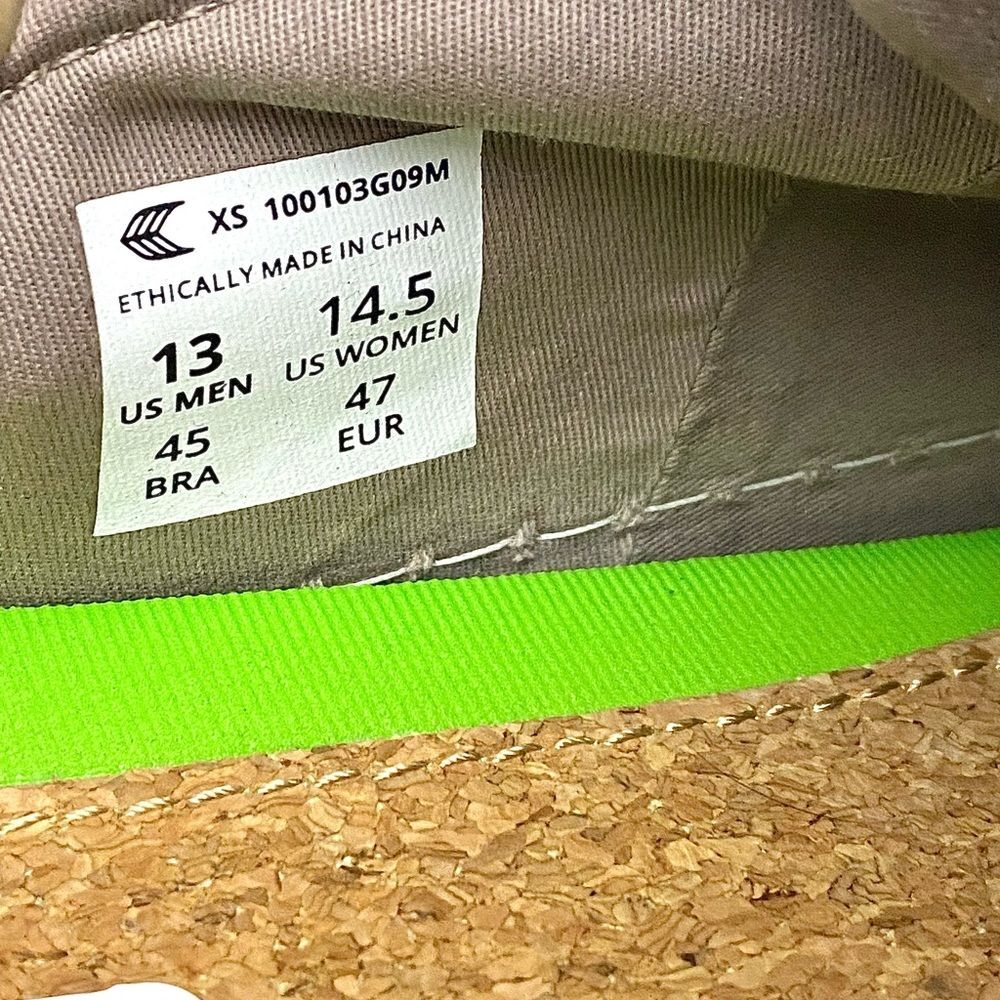 XS 100103G09M
ETHICALLY MADE IN CHINA
13 14.5
US MEN US WOMEN
45 47
BRA EUR